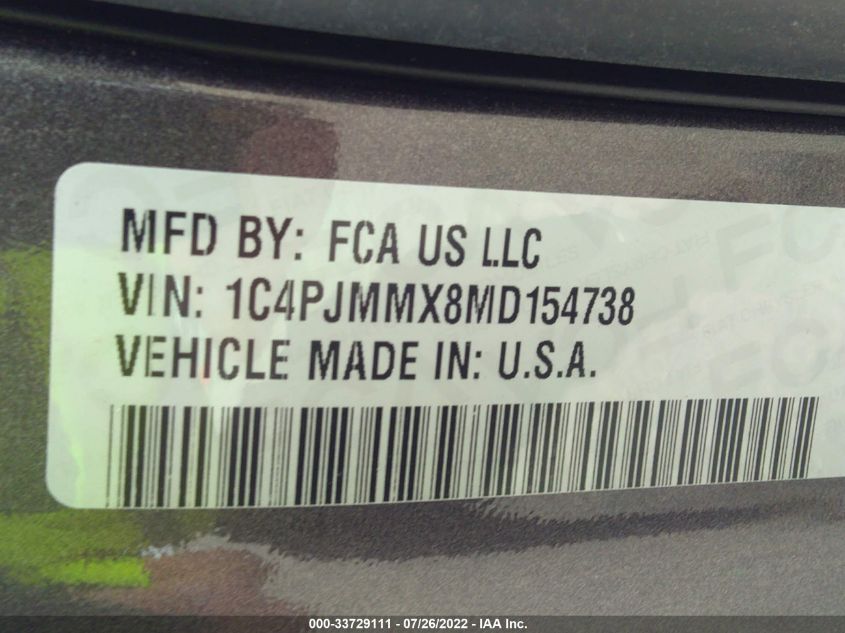 MFD BY: FCA US LLC
VIN: 1C4PJMMX8MD154738
VEHICLE MADE IN: U.S.A.
000-33729111 - 07/26/2022 - IAA Inc.